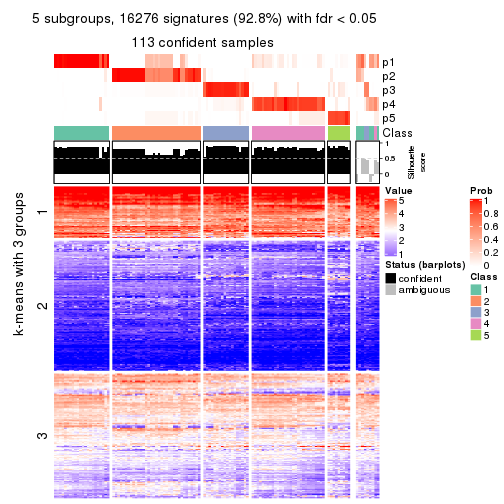 5 subgroups, 16276 signatures (92.8%) with fdr < 0.05
113 confident samples
p1
p2
p3
p4
p5
Class
1
0.5
0
Silhouette
score
k-means with 3 groups
1
2
3
Value
5
4
3
2
1
Status (barplots)
confident
ambiguous
Prob
1
0.8
0.6
0.4
0.2
0
Class
1
2
3
4
5